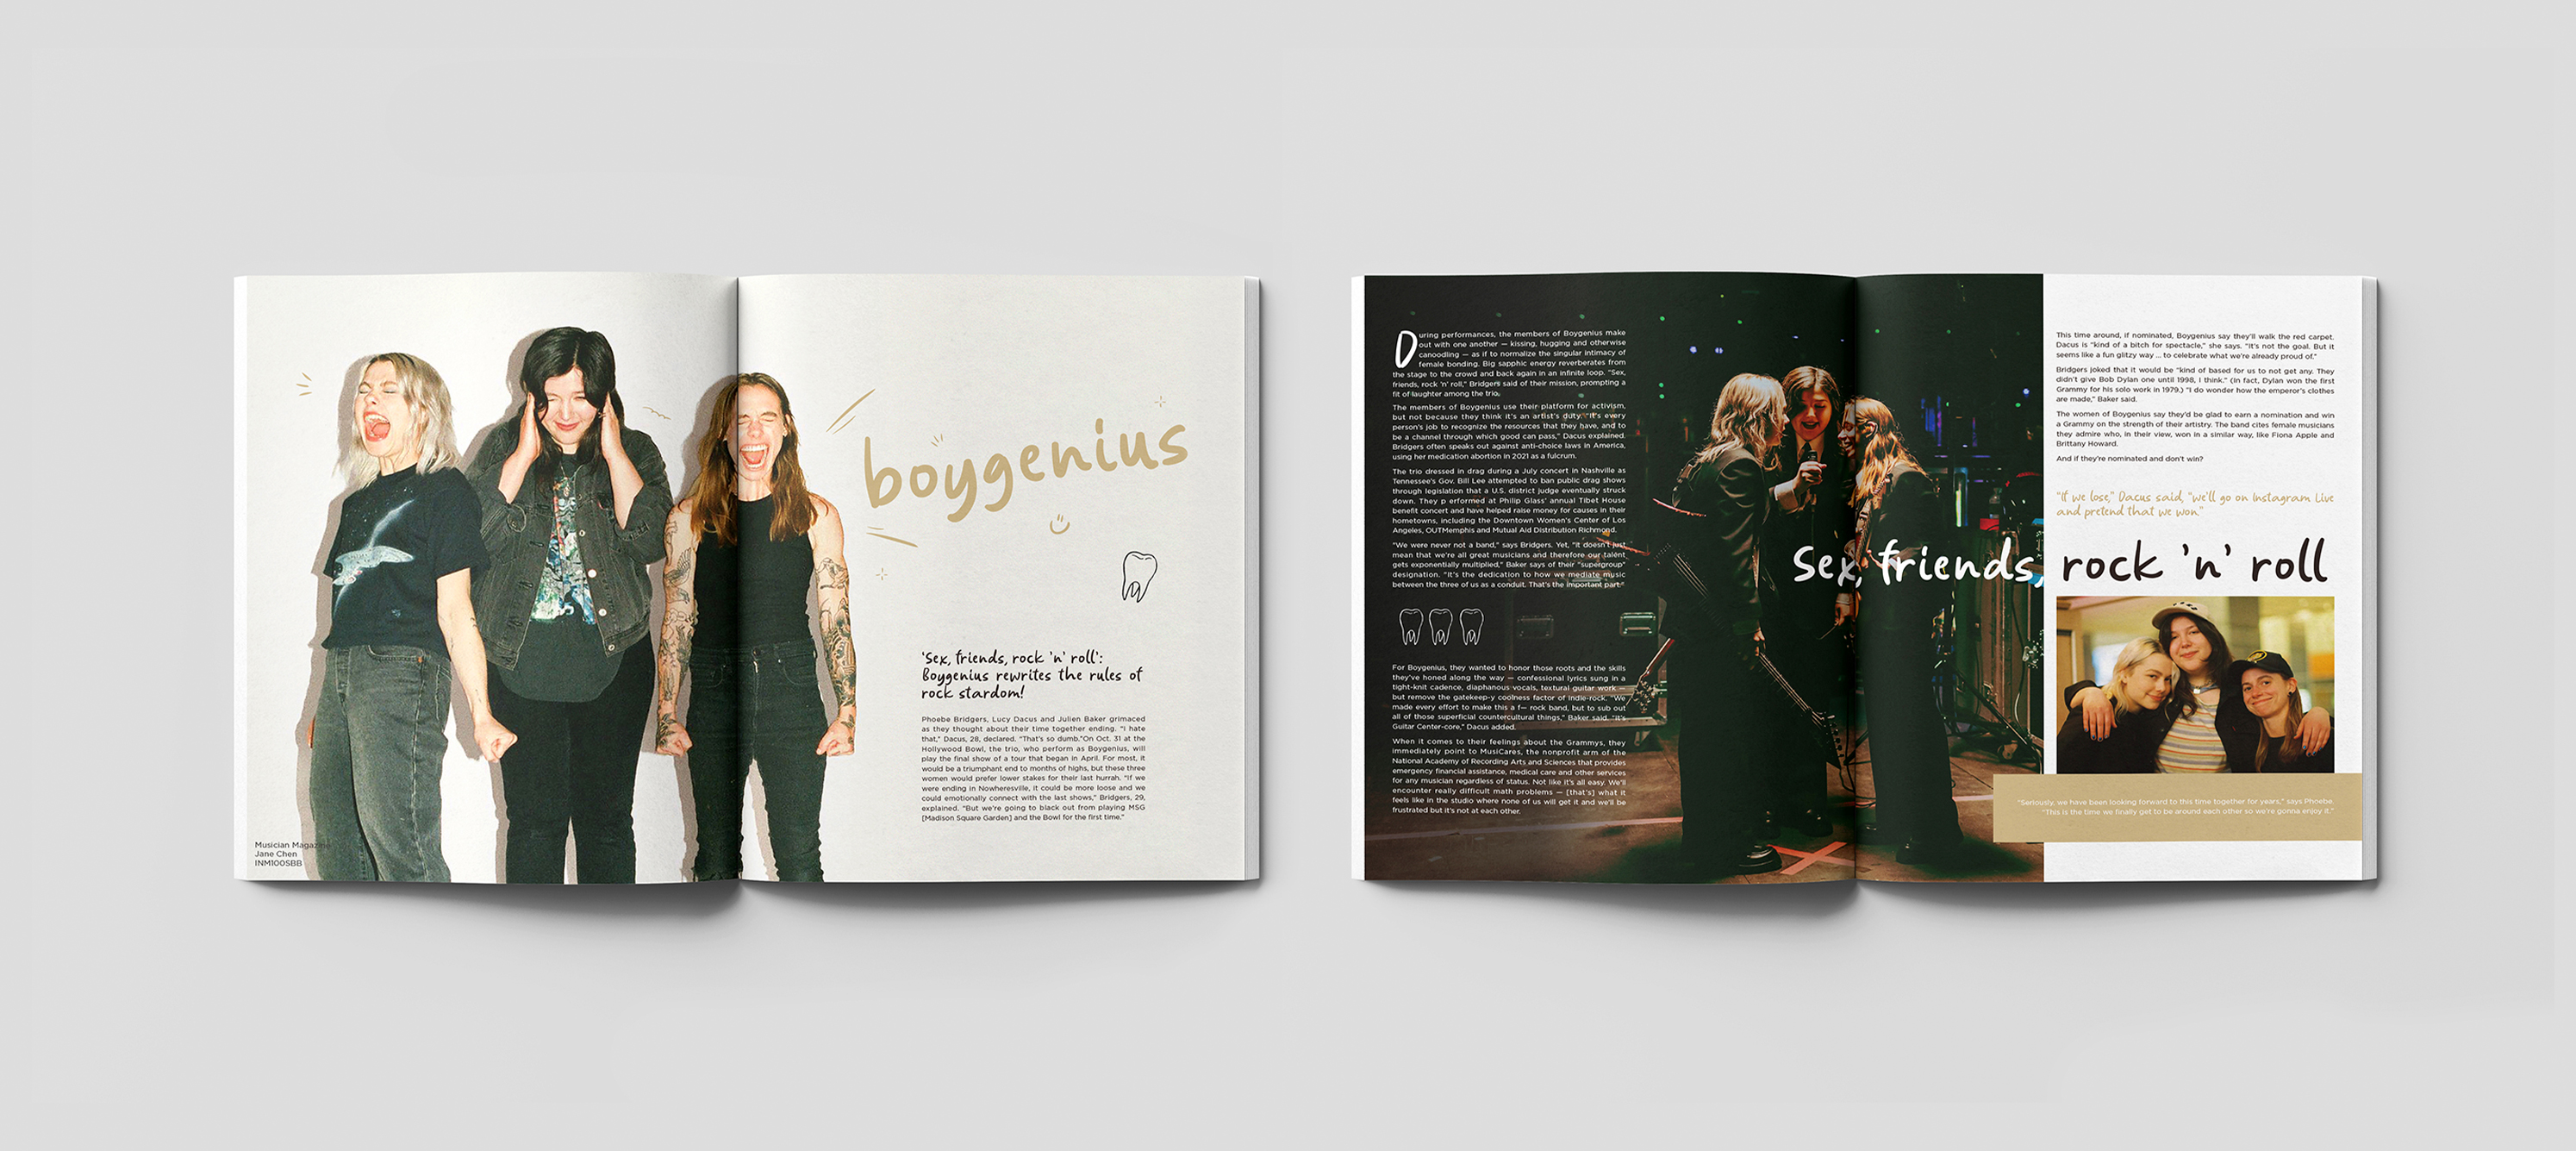 boygenius
'Sex, friends, rock 'n' roll':
Boygenius rewrites the rules of
rock stardom!
Phoebe Bridgers, Lucy Dacus and Julien Baker grimaced
as they thought about their time together ending. "I hate
that," Dacus, 28, declared. "That's so dumb."On Oct. 31 at the
Hollywood Bowl, the trio, who perform as Boygenius, will
play the final show of a tour that began in April. For most, it
would be a triumphant end to months of highs, but these three
women would prefer lower stakes for their last hurrah. "If we
were ending in Nowheresville, it could be more loose and we
could emotionally connect with the last shows," Bridgers, 29,
explained. "But we're going to black out from playing MSG
[Madison Square Garden] and the Bowl for the first time."
Musician Magazine
Jane Chen
INM100SBB
During performances, the members of Boygenius make
out with one another — kissing, hugging and otherwise
canoodling — as if to normalize the singular intimacy of
female bonding. Big sapphic energy reverberates from
the stage to the crowd and back again in an infinite loop. "Sex,
friends, rock 'n' roll," Bridgers said of their mission, prompting a
fit of laughter among the trio.
The members of Boygenius use their platform for activism,
but not because they think it's an artist's duty. "It's every
person's job to recognize the resources that they have, and to
be a channel through which good can pass," Dacus explained.
Bridgers often speaks out against anti-choice laws in America,
using her medication abortion in 2021 as a fulcrum.
The trio dressed in drag during a July concert in Nashville as
Tennessee's Gov. Bill Lee attempted to ban public drag shows
through legislation that a U.S. district judge eventually struck
down. They p erformed at Philip Glass' annual Tibet House
benefit concert and have helped raise money for causes in their
hometowns, including the Downtown Women's Center of Los
Angeles, OUTMemphis and Mutual Aid Distribution Richmond.
"We were never not a band," says Bridgers. Yet, "it doesn't just
mean that we're all great musicians and therefore our talent
gets exponentially multiplied," Baker says of their "supergroup"
designation. "It's the dedication to how we mediate music
between the three of us as a conduit. That's the important part."
For Boygenius, they wanted to honor those roots and the skills
they've honed along the way — confessional lyrics sung in a
tight-knit cadence, diaphanous vocals, textural guitar work —
but remove the gatekeep-y coolness factor of indie-rock. "We
made every effort to make this a f— rock band, but to sub out
all of those superficial countercultural things," Baker said. "It's
Guitar Center-core," Dacus added.
When it comes to their feelings about the Grammys, they
immediately point to MusiCares, the nonprofit arm of the
National Academy of Recording Arts and Sciences that provides
emergency financial assistance, medical care and other services
for any musician regardless of status. Not like it's all easy. We'll
encounter really difficult math problems — [that's] what it
feels like in the studio where none of us will get it and we'll be
frustrated but it's not at each other.
This time around, if nominated, Boygenius say they'll walk the red carpet.
Dacus is "kind of a bitch for spectacle," she says. "It's not the goal. But it
seems like a fun glitzy way ... to celebrate what we're already proud of."
Bridgers joked that it would be "kind of based for us to not get any. They
didn't give Bob Dylan one until 1998, I think." (In fact, Dylan won the first
Grammy for his solo work in 1979.) "I do wonder how the emperor's clothes
are made," Baker said.
The women of Boygenius say they'd be glad to earn a nomination and win
a Grammy on the strength of their artistry. The band cites female musicians
they admire who, in their view, won in a similar way, like Fiona Apple and
Brittany Howard.
And if they're nominated and don't win?
"If we lose," Dacus said, "we'll go on Instagram Live
and pretend that we won."
Sex, friends, rock 'n' roll
"Seriously, we have been looking forward to this time together for years," says Phoebe.
"This is the time we finally get to be around each other so we're gonna enjoy it."